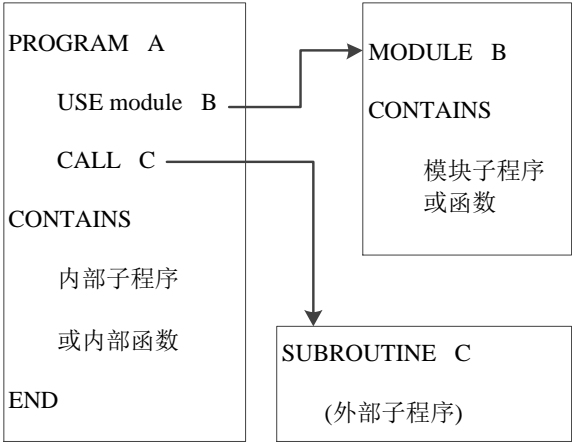 PROGRAM A
USE module B
CALL C
CONTAINS
内部子程序
或内部函数
END
MODULE B
CONTAINS
模块子程序
或函数
SUBROUTINE C
(外部子程序)